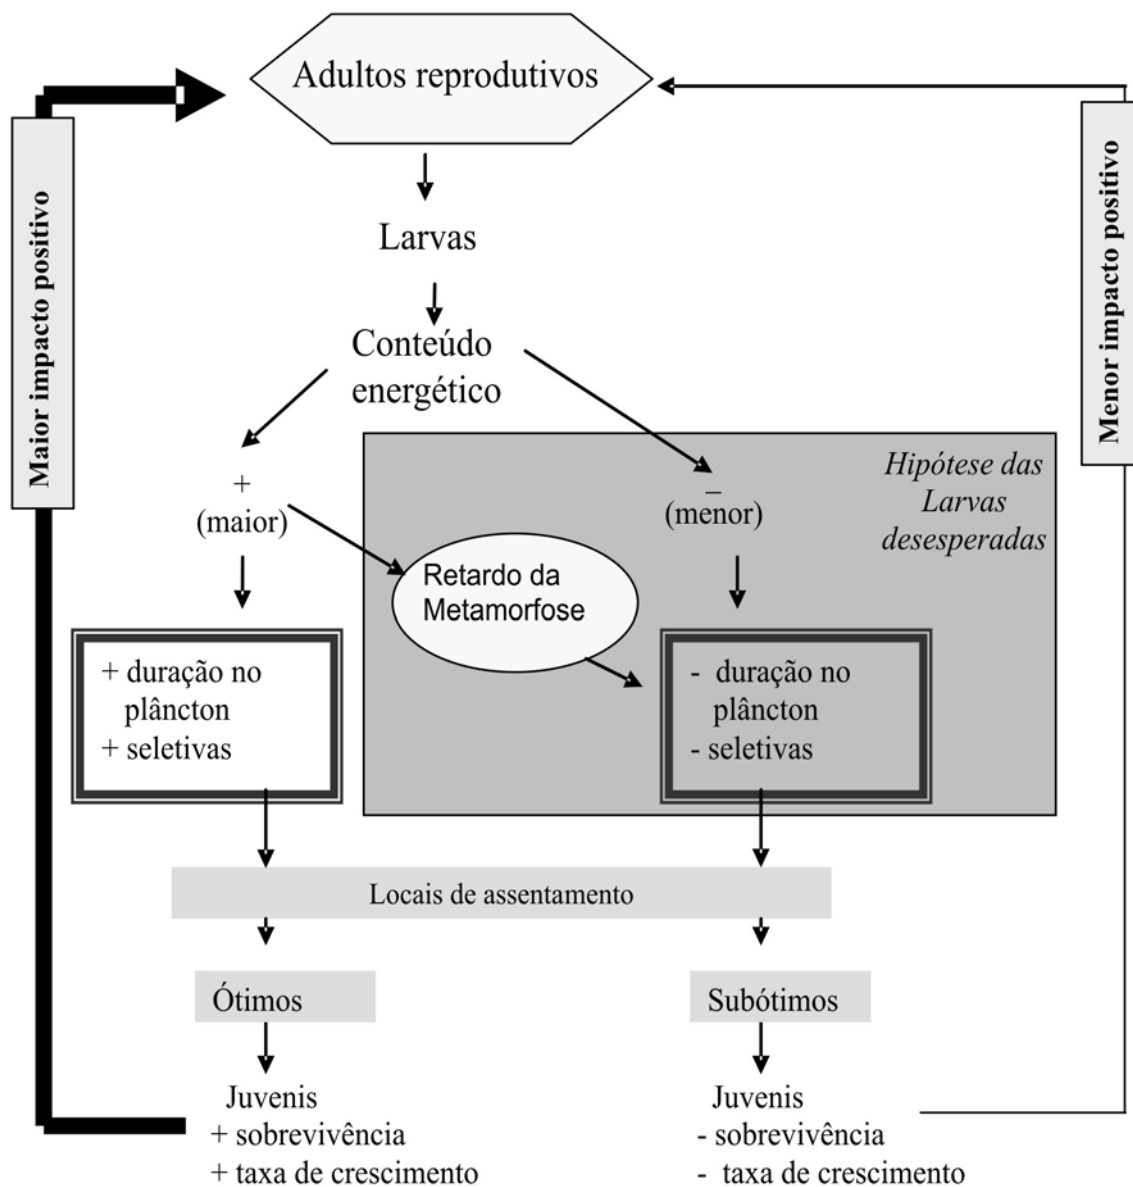 Adultos reprodutivos
Maior impacto positivo
Menor impacto positivo
Larvas
Conteúdo
energético
+
(maior)
–
(menor)
Hipótese das
Larvas
desesperadas
Retardo da
Metamorfose
+ duração no
plâncton
+ seletivas
- duração no
plâncton
- seletivas
Locais de assentamento
Ótimos
Subótimos
Juvenis
+ sobrevivência
+ taxa de crescimento
Juvenis
- sobrevivência
- taxa de crescimento